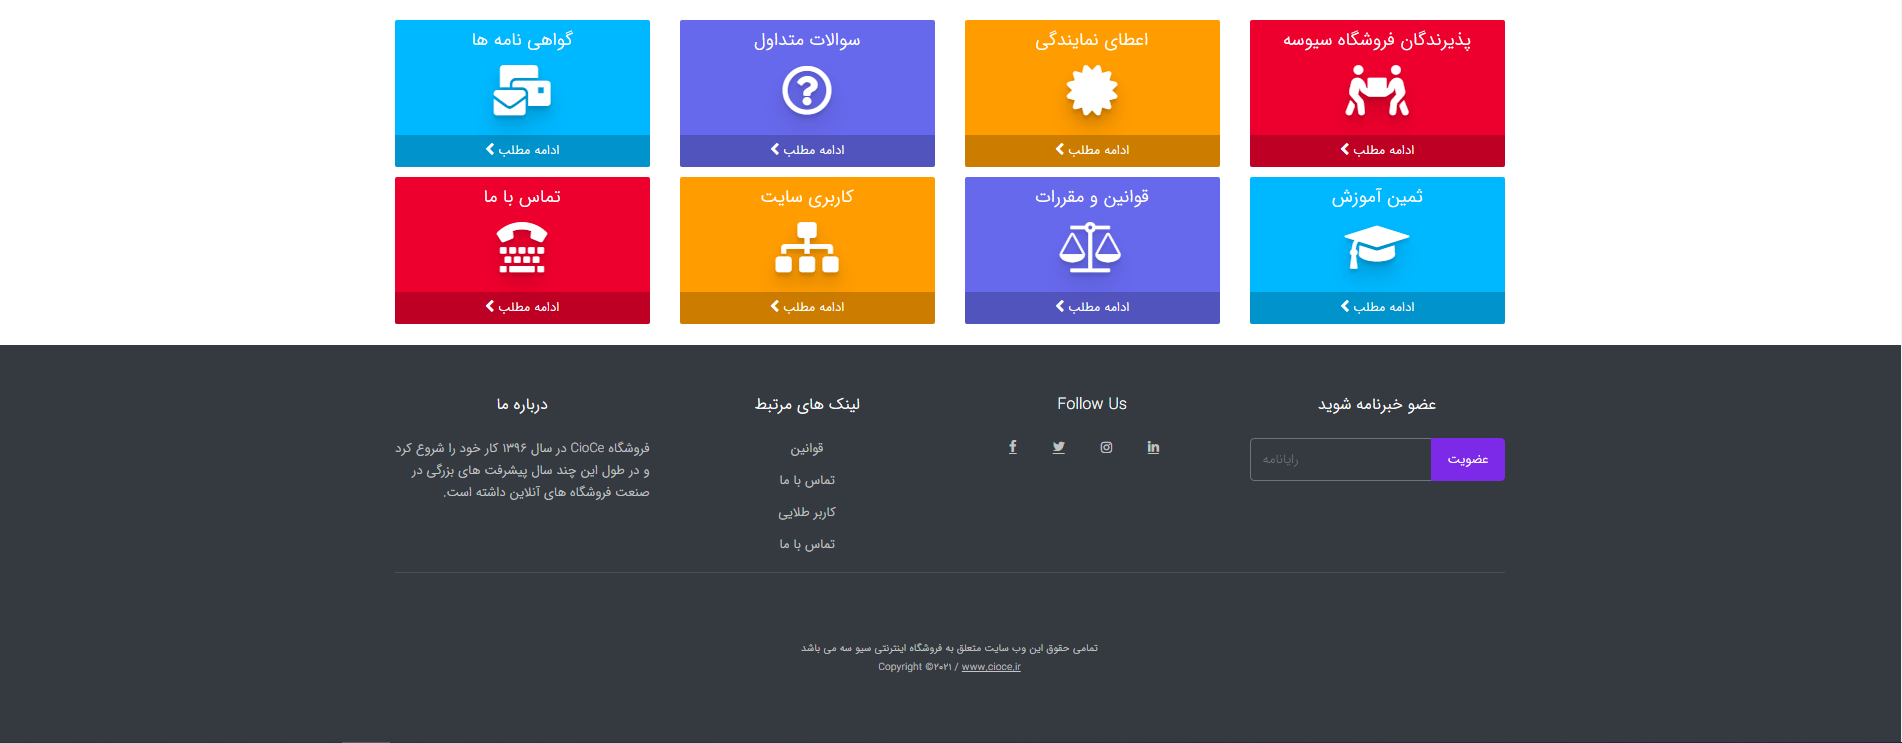 پذیرندگان فروشگاه سیوسه
ادامه مطلب
اعطای نمایندگی
ادامه مطلب
سوالات متداول
ادامه مطلب
گواهی نامه ها
ادامه مطلب
ثمین آموزش
ادامه مطلب
قوانین و مقررات
ادامه مطلب
کاربری سایت
ادامه مطلب
تماس با ما
ادامه مطلب
عضو خبرنامه شوید
رایانامه
عضویت
Follow Us
لینک های مرتبط
قوانین
تماس با ما
کاربر طلایی
تماس با ما
درباره ما
فروشگاه CioCe در سال ۱۳۹۶ کار خود را شروع کرد
و در طول این چند سال پیشرفت های بزرگی در
صنعت فروشگاه های آنلاین داشته است.
تمامی حقوق این وب سایت متعلق به فروشگاه اینترنتی سیو سه می باشد
Copyright ©۲۰۲۱ / www.cioce.ir